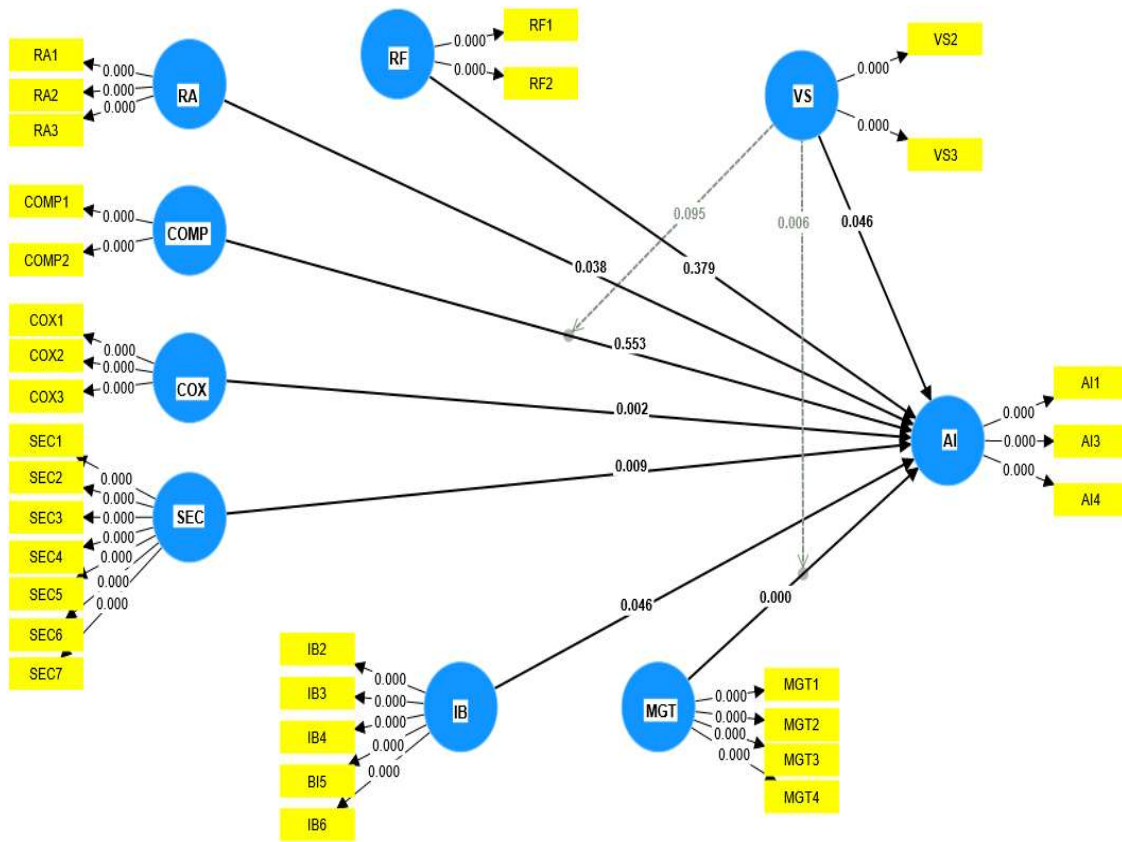 RA1
RA2
RA3
0.000
0.000
0.000
RA
RF
0.000
0.000
RF1
RF2
VS
0.000
0.000
VS2
VS3
COMP1
COMP2
0.000
0.000
COMP
0.095
0.006
0.046
0.038
0.379
0.553
COX1
COX2
COX3
0.000
0.000
0.000
COX
0.002
SEC1
SEC2
SEC3
SEC4
SEC5
SEC6
SEC7
0.000
0.000
0.000
0.000
0.000
0.000
0.000
SEC
0.009
AI
0.000
0.000
0.000
AI1
AI3
AI4
0.046
0.000
IB2
IB3
IB4
BI5
IB6
0.000
0.000
0.000
0.000
0.000
IB
MGT
0.000
0.000
0.000
0.000
MGT1
MGT2
MGT3
MGT4